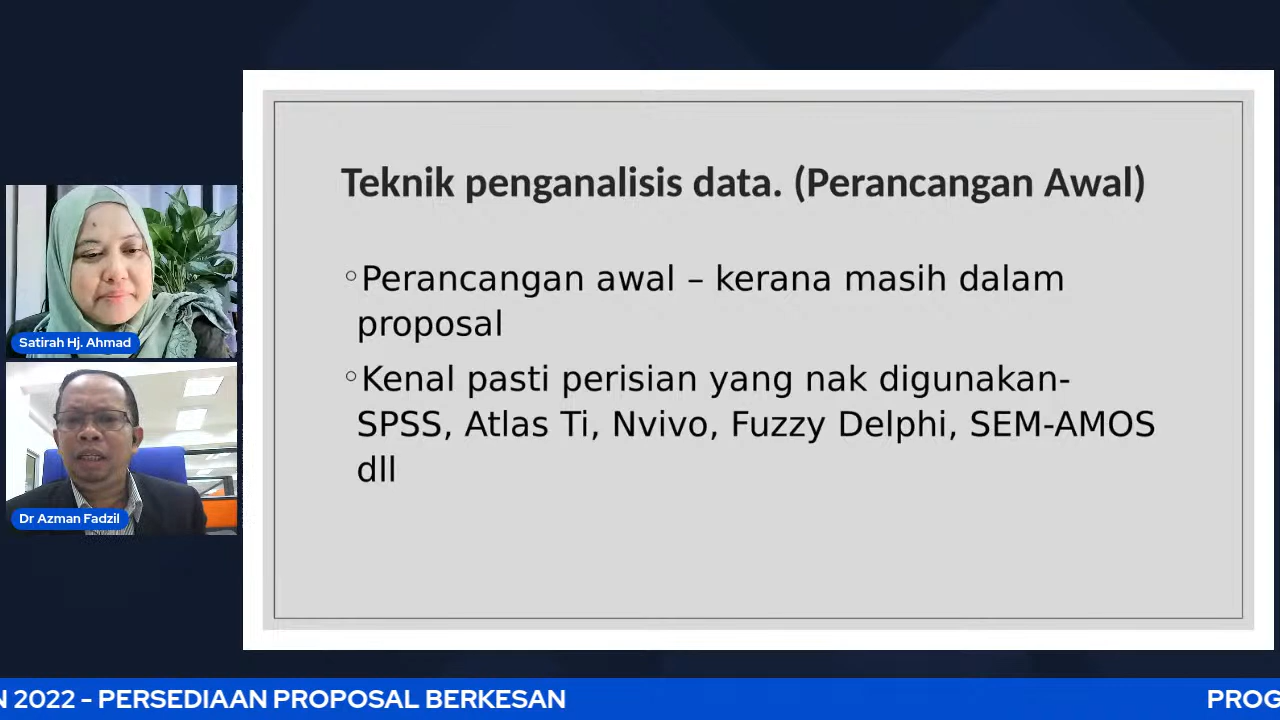 Teknik penganalisis data. (Perancangan Awal)
◦Perancangan awal – kerana masih dalam
proposal
◦Kenal pasti perisian yang nak digunakan-
SPSS, Atlas Ti, Nvivo, Fuzzy Delphi, SEM-AMOS
dll
Satirah Hj. Ahmad
Dr Azman Fadzil
N 2022 – PERSEDIAAN PROPOSAL BERKESAN
PROG